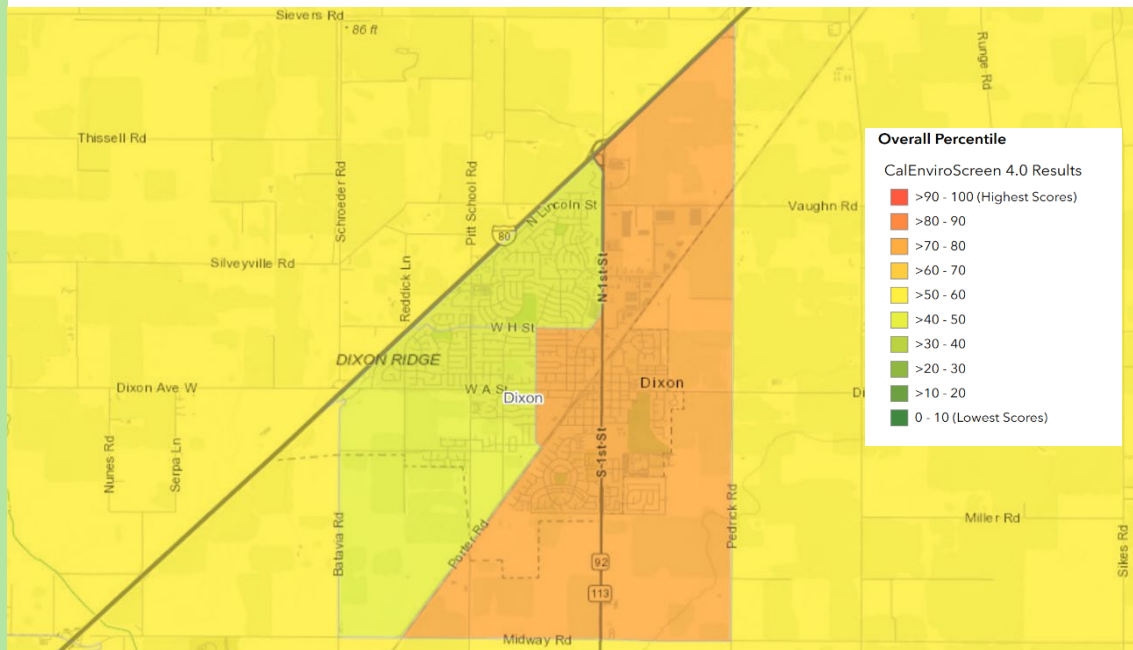 Sievers Rd
86 ft
Runge Rd
Thissell Rd
Overall Percentile
CalEnviroScreen 4.0 Results
>90 - 100 (Highest Scores)
>80 - 90
>70 - 80
>60 - 70
>50 - 60
>40 - 50
>30 - 40
>20 - 30
>10 - 20
0 - 10 (Lowest Scores)
Schroeder Rd
Pitt School Rd
N Lincoln St
Vaughn Rd
80
Silveyville Rd
Reddick Ln
N 1st St
W H St
DIXON RIDGE
Dixon Ave W
W A St
Dixon
Dixon
Di
Nunes Rd
Serpa Ln
S 1st St
Batavia Rd
Porter Rd
Pedrick Rd
Miller Rd
Sikes Rd
92
113
Midway Rd